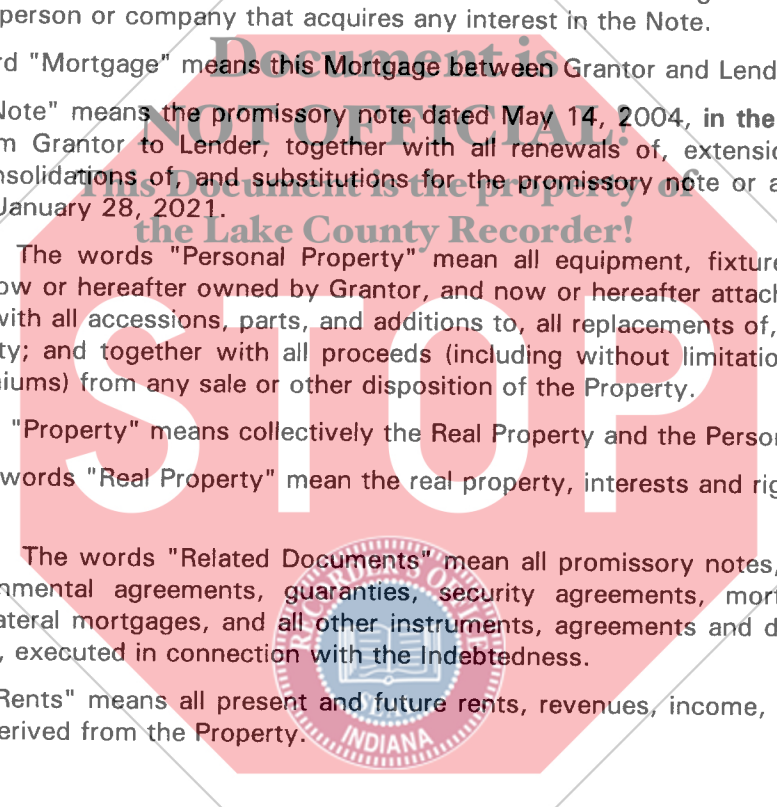 person or company that acquires any interest in the Note.
Document is
rd "Mortgage" means this Mortgage between Grantor and Lend
NOT OFFICIAL!
Note" means the promissory note dated May 14, 2004, in the
m Grantor to Lender, together with all renewals of, extensio
This Document is the property of
nsolidations of, and substitutions for the promissory note or a
January 28, 2021.
the Lake County Recorder!
The words "Personal Property" mean all equipment, fixture
ow or hereafter owned by Grantor, and now or hereafter attach
with all accessions, parts, and additions to, all replacements of,
ty; and together with all proceeds (including without limitatio
niums) from any sale or other disposition of the Property.
STOP
"Property" means collectively the Real Property and the Person
words "Real Property" mean the real property, interests and rig
The words "Related Documents" mean all promissory notes,
nmental agreements, guaranties, security agreements, mort
ateral mortgages, and all other instruments, agreements and d
, executed in connection with the Indebtedness.
RECORDER'S OFFICE
SEAL
INDIANA
Rents" means all present and future rents, revenues, income,
erived from the Property.